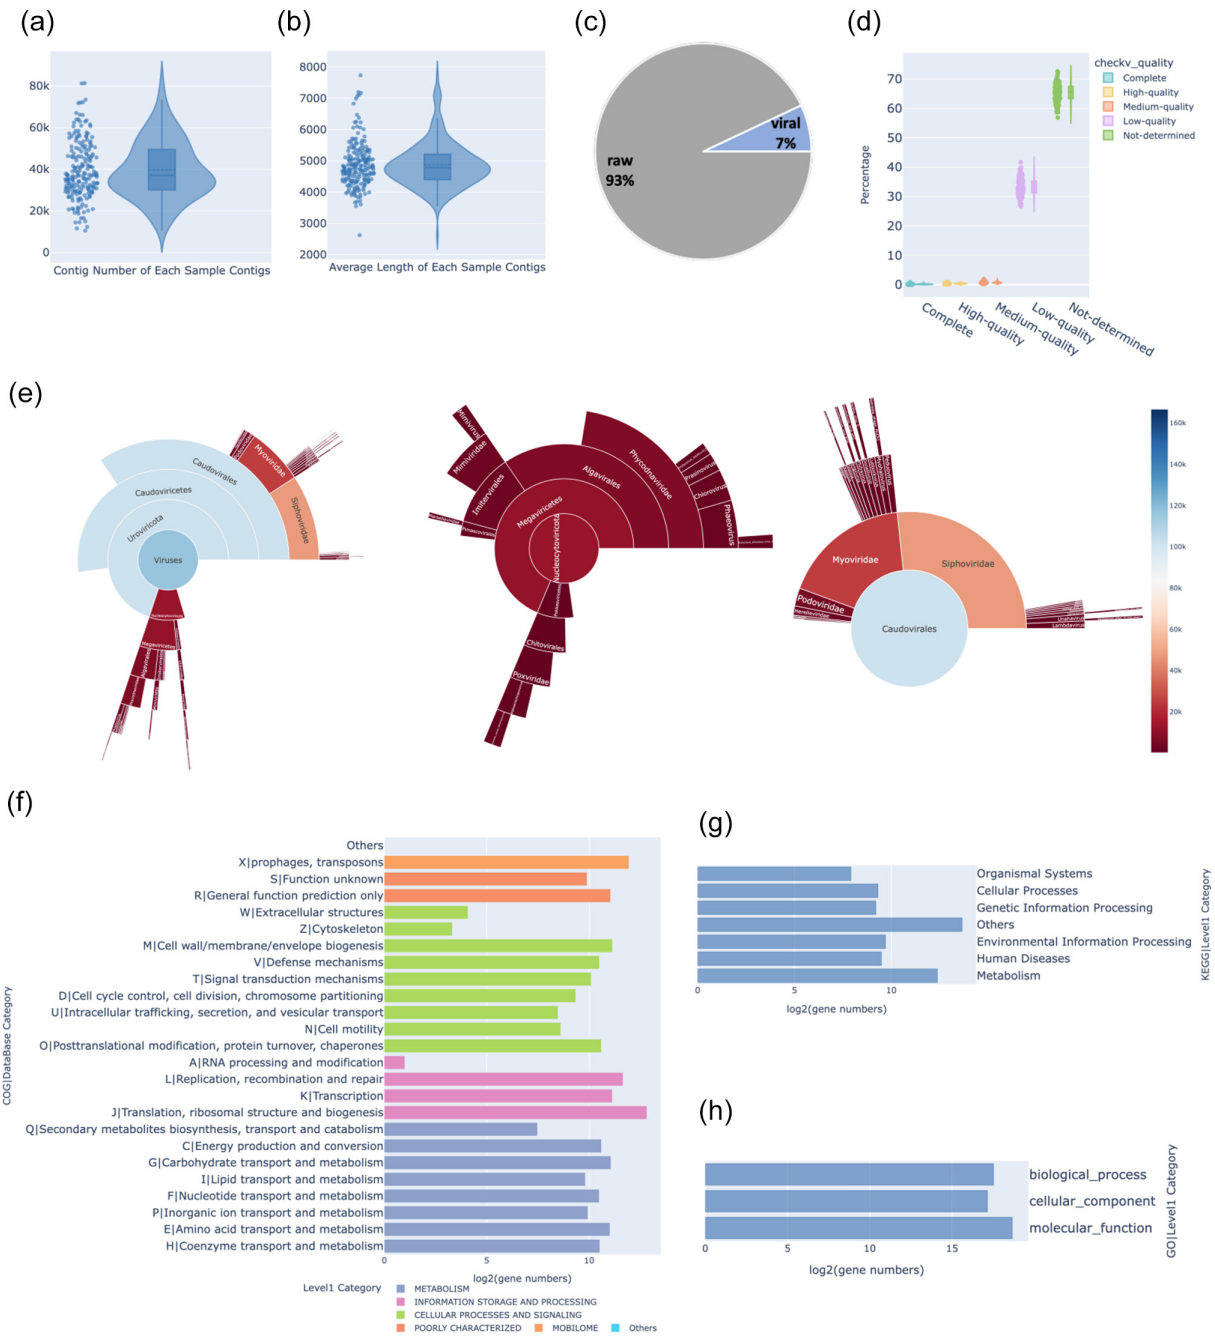 (a)
80k
60k
40k
20k
0
Contig Number of Each Sample Contigs
(b)
8000
7000
6000
5000
4000
3000
2000
Average Length of Each Sample Contigs
(c)
viral
7%
raw
93%
(d)
Percentage
70
60
50
40
30
20
10
0
Complete
High-quality
Medium-quality
Low-quality
Not-determined
checkv_quality
Complete
High-quality
Medium-quality
Low-quality
Not-determined
(e)
Viruses
Uroviricota
Caudoviricetes
Caudovirales
Myoviridae
Siphoviridae
Megaviricetes
Algavirales
Nucleocytoviricota
Megaviricetes
Algavirales
Phycodnaviridae
Imitervirales
Mimiviridae
Mimivirus
Prasinovirus
Chlorovirus
Phaeovirus
Chitovirales
Poxviridae
Caudovirales
Myoviridae
Siphoviridae
Podoviridae
Herelleviridae
Unahavirus
Lambdavirus
160k
140k
120k
100k
80k
60k
40k
20k
(f)
COG|DataBase Category
Others
X|prophages, transposons
S|Function unknown
R|General function prediction only
W|Extracellular structures
Z|Cytoskeleton
M|Cell wall/membrane/envelope biogenesis
V|Defense mechanisms
T|Signal transduction mechanisms
D|Cell cycle control, cell division, chromosome partitioning
U|Intracellular trafficking, secretion, and vesicular transport
N|Cell motility
O|Posttranslational modification, protein turnover, chaperones
A|RNA processing and modification
L|Replication, recombination and repair
K|Transcription
J|Translation, ribosomal structure and biogenesis
Q|Secondary metabolites biosynthesis, transport and catabolism
C|Energy production and conversion
G|Carbohydrate transport and metabolism
I|Lipid transport and metabolism
F|Nucleotide transport and metabolism
P|Inorganic ion transport and metabolism
E|Amino acid transport and metabolism
H|Coenzyme transport and metabolism
0 5 10
log2(gene numbers)
Level1 Category
METABOLISM
INFORMATION STORAGE AND PROCESSING
CELLULAR PROCESSES AND SIGNALING
POORLY CHARACTERIZED MOBILOME Others
(g)
Organismal Systems
Cellular Processes
Genetic Information Processing
Others
Environmental Information Processing
Human Diseases
Metabolism
0 5 10
log2(gene numbers)
KEGG|Level1 Category
(h)
biological_process
cellular_component
molecular_function
0 5 10 15
log2(gene numbers)
GO|Level1 Category